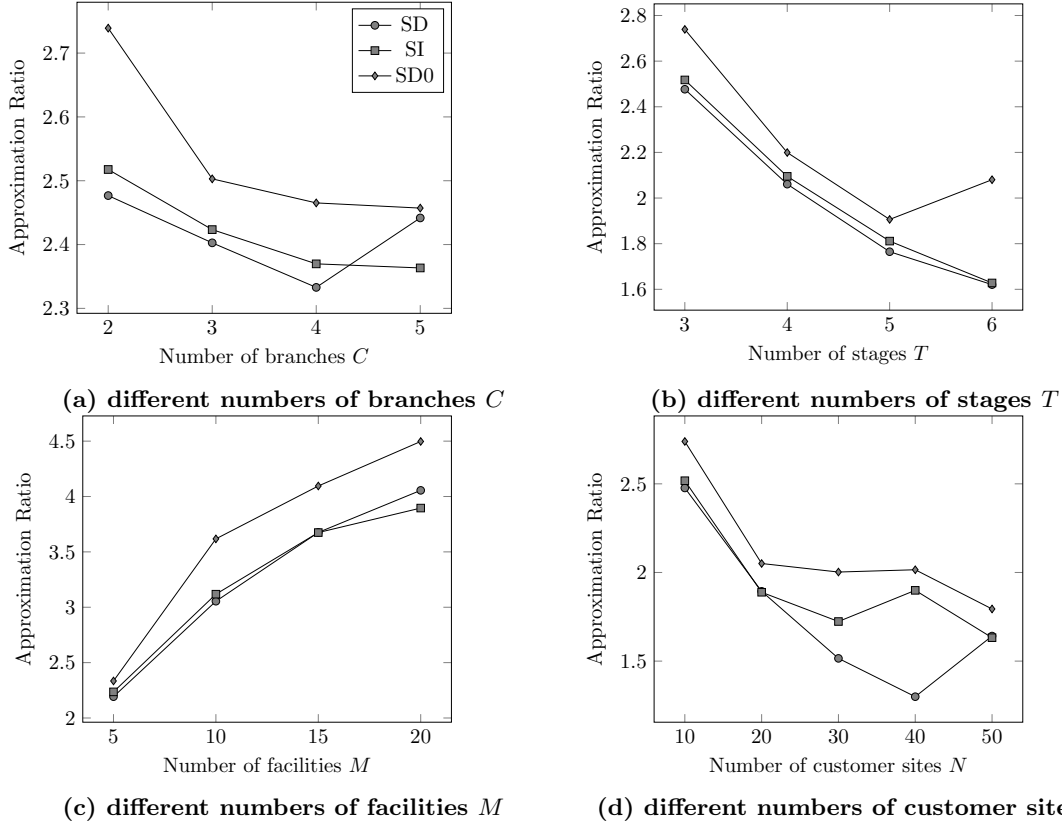 2.7
2.6
2.5
2.4
2.3
2
3
4
5
Approximation Ratio
Number of branches C
SD
SI
SD0
(a) different numbers of branches C
2.8
2.6
2.4
2.2
2
1.8
1.6
3
4
5
6
Approximation Ratio
Number of stages T
(b) different numbers of stages T
4.5
4
3.5
3
2.5
2
5
10
15
20
Approximation Ratio
Number of facilities M
(c) different numbers of facilities M
2.5
2
1.5
10
20
30
40
50
Approximation Ratio
Number of customer sites N
(d) different numbers of customer site